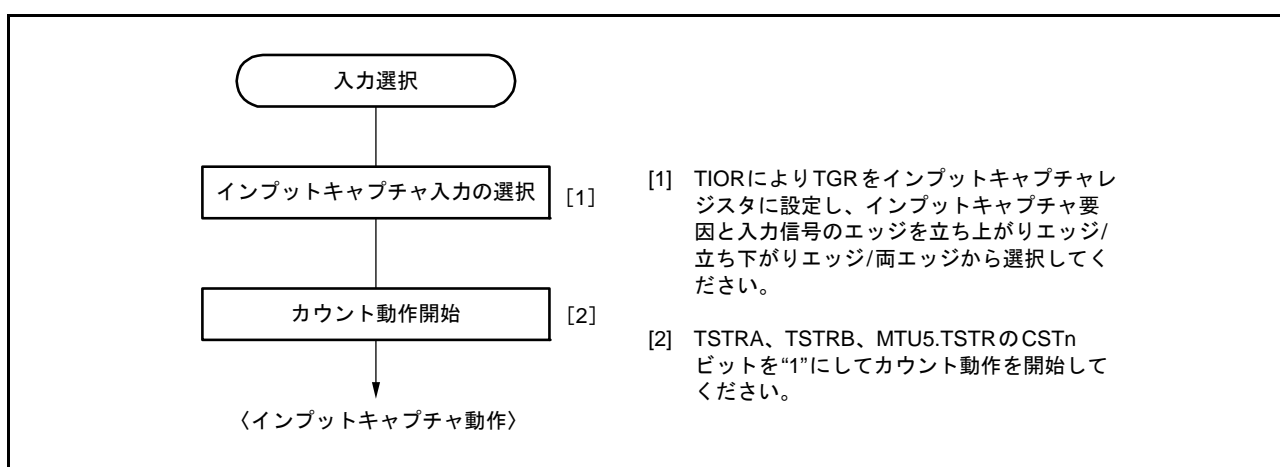 入力選択
インプットキャプチャ入力の選択 [1]
カウント動作開始 [2]
〈インプットキャプチャ動作〉
[1] TIORによりTGRをインプットキャプチャレ
ジスタに設定し、インプットキャプチャ要
因と入力信号のエッジを立ち上がりエッジ/
立ち下がりエッジ/両エッジから選択してく
ださい。
[2] TSTRA、TSTRB、MTU5.TSTRのCSTn
ビットを“1”にしてカウント動作を開始して
ください。